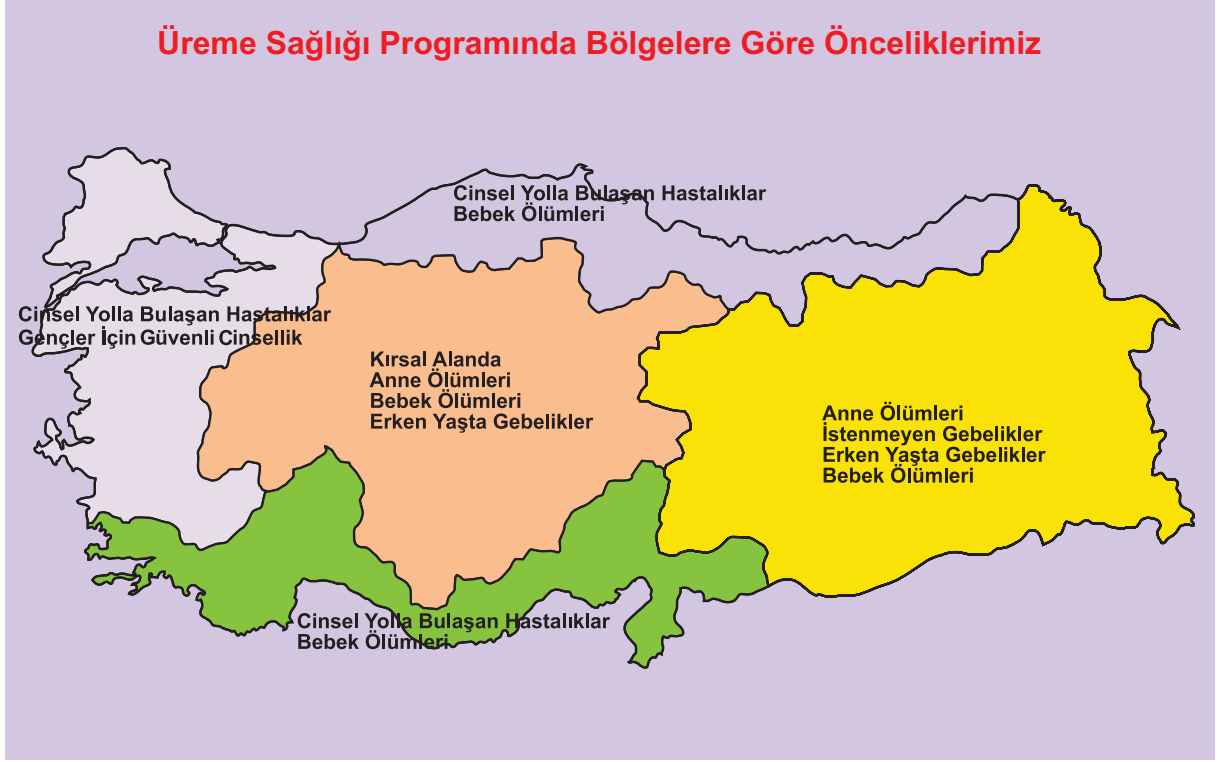 Üreme Sağlığı Programında Bölgelere Göre Önceliklerimiz
Cinsel Yolla Bulaşan Hastalıklar
Bebek Ölümleri
Cinsel Yolla Bulaşan Hastalıklar
Gençler İçin Güvenli Cinsellik
Kırsal Alanda
Anne Ölümleri
Bebek Ölümleri
Erken Yaşta Gebelikler
Anne Ölümleri
İstenmeyen Gebelikler
Erken Yaşta Gebelikler
Bebek Ölümleri
Cinsel Yolla Bulaşan Hastalıklar
Bebek Ölümleri